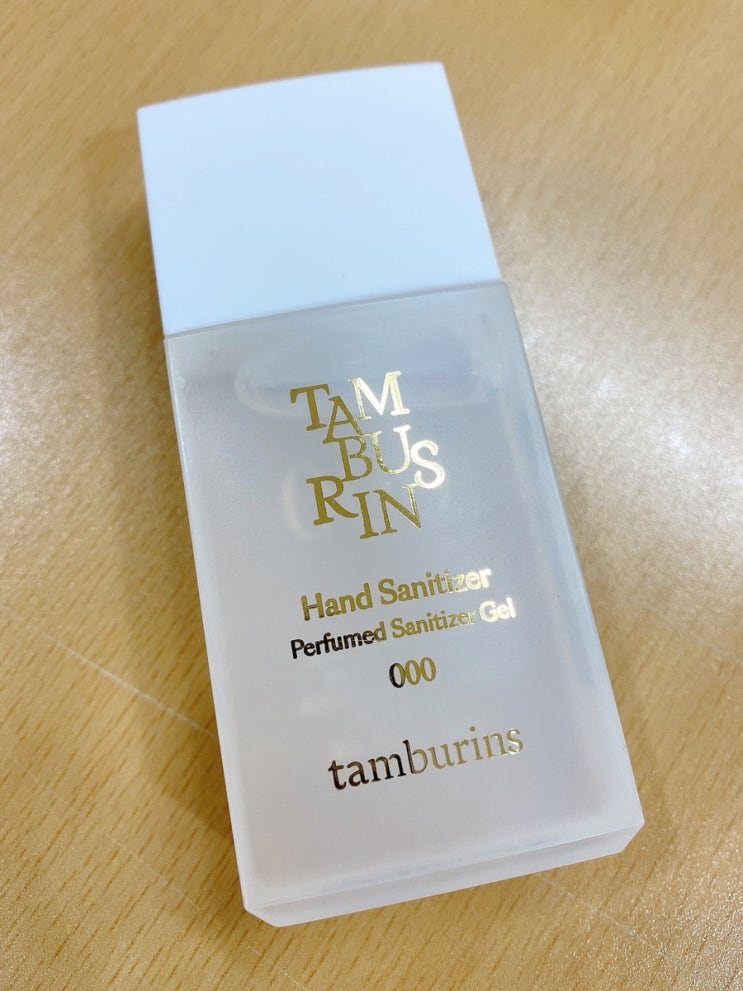 TAM
BUS
RIN
Hand Sanitizer
Perfumed Sanitizer Gel
000
tamburins